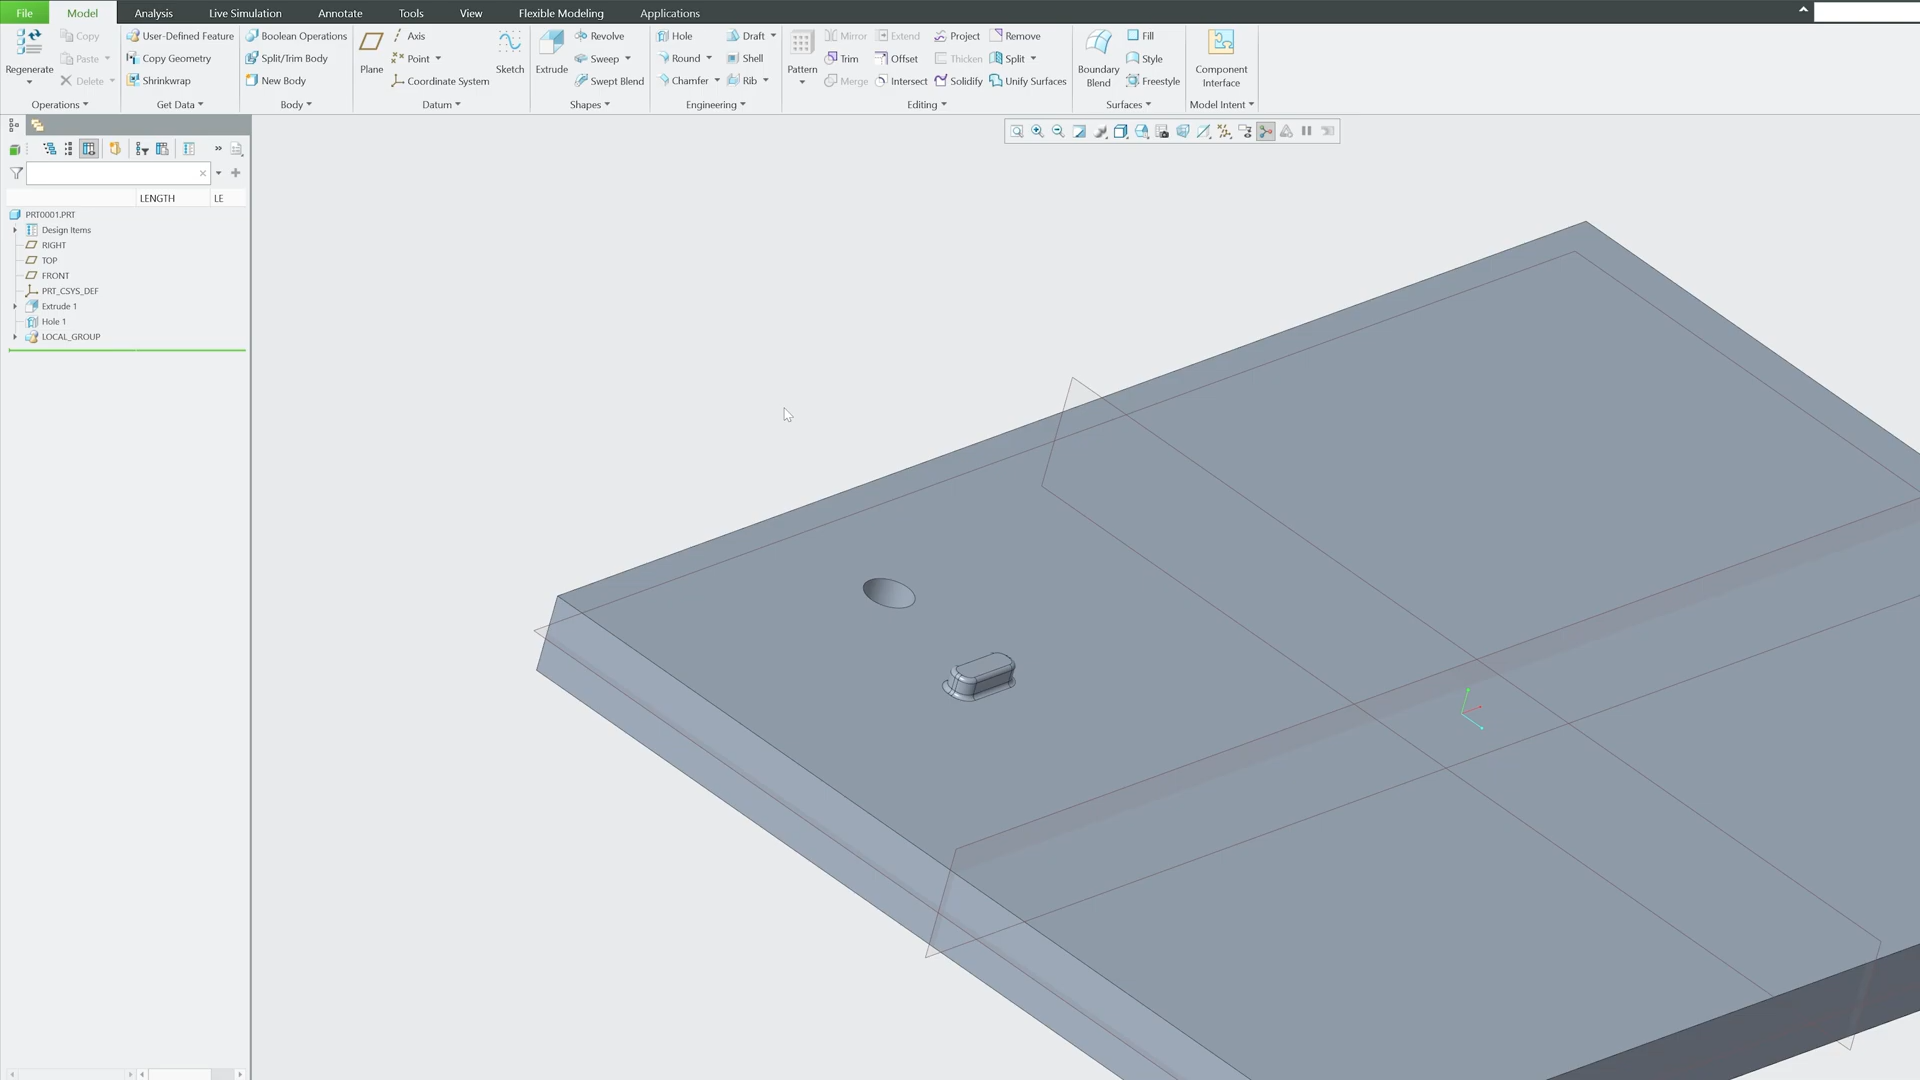 File Model Analysis Live Simulation Annotate Tools View Flexible Modeling Applications
Copy User-Defined Feature Boolean Operations Axis Revolve Hole Draft Mirror Extend Project Remove Fill
Regenerate Paste Copy Geometry Split/Trim Body Plane Point Sketch Extrude Sweep Round Shell Pattern Trim Offset Thicken Split Boundary Blend Style Component Interface
Delete Shrinkwrap New Body Coordinate System Swept Blend Chamfer Rib Merge Intersect Solidify Unify Surfaces Freestyle
Operations Get Data Body Datum Shapes Engineering Editing Surfaces Model Intent
LENGTH LE
PRT0001.PRT
Design Items
RIGHT
TOP
FRONT
PRT_CSYS_DEF
Extrude 1
Hole 1
LOCAL_GROUP